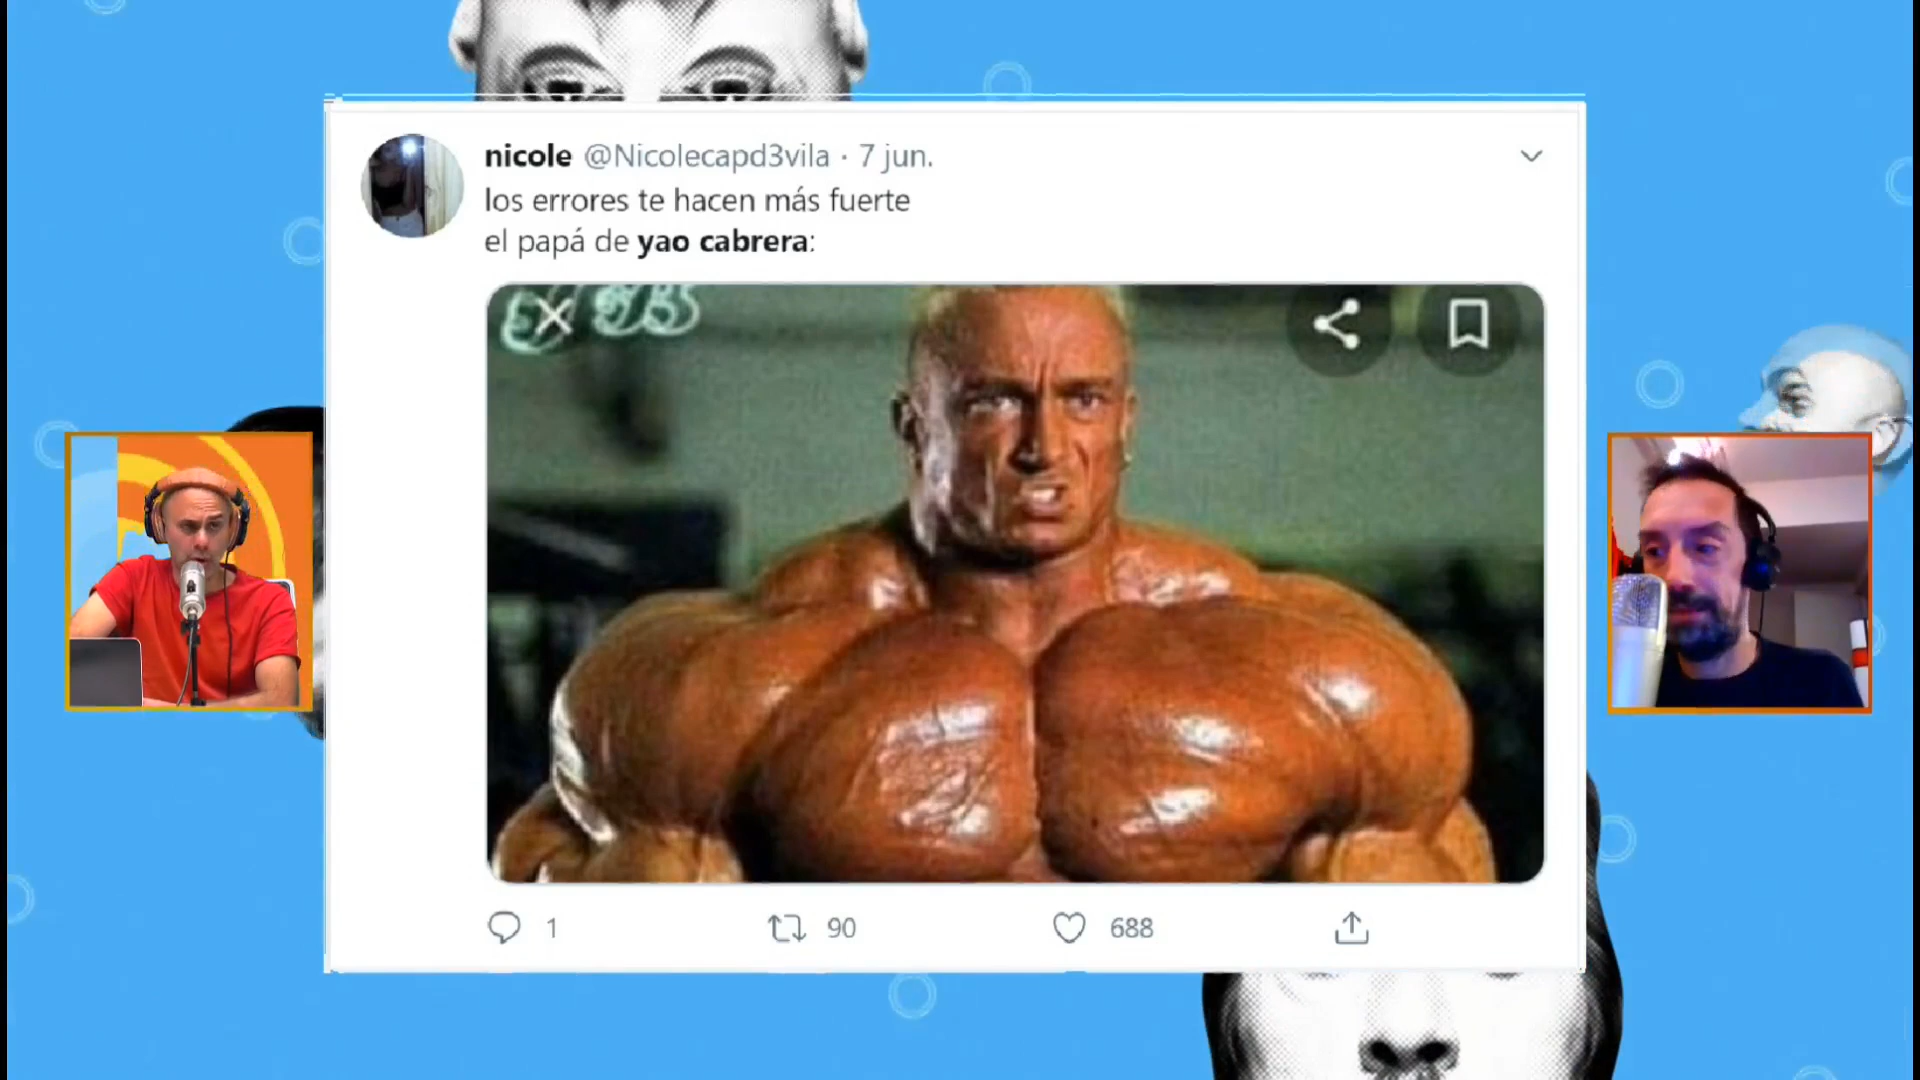 nicole @Nicolecapd3vila · 7 jun.
los errores te hacen más fuerte
el papá de yao cabrera:
1 90 688